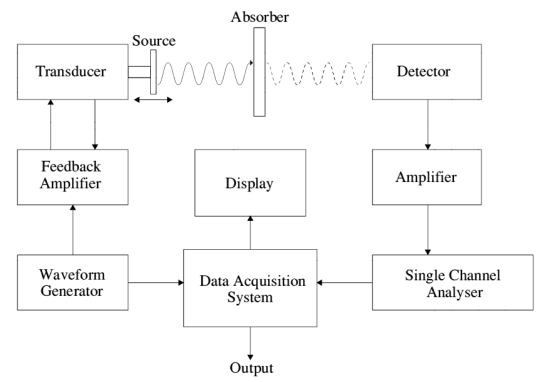 Absorber
Source
Transducer
Detector
Feedback
Amplifier
Display
Amplifier
Waveform
Generator
Data Acquisition
System
Single Channel
Analyser
Output